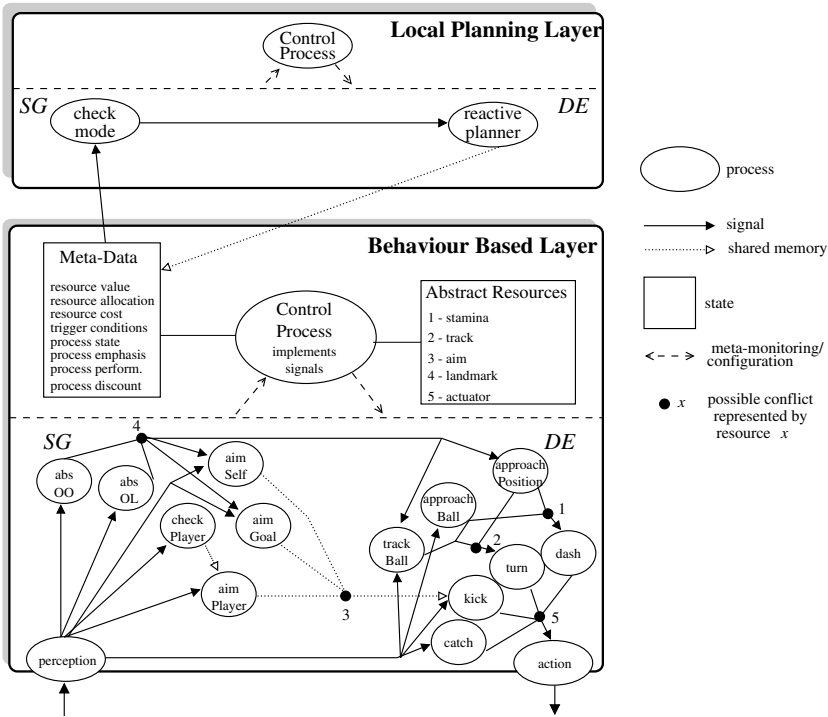 Local Planning Layer
Control
Process
SG
DE
check
mode
reactive
planner
process
signal
shared memory
state
meta-monitoring/
configuration
x
possible conflict
represented by
resource x
Behaviour Based Layer
Meta-Data
resource value
resource allocation
resource cost
trigger conditions
process state
process emphasis
process perform.
process discount
Control
Process
implements
signals
Abstract Resources
1 - stamina
2 - track
3 - aim
4 - landmark
5 - actuator
SG
4
DE
abs
OO
abs
OL
aim
Self
check
Player
aim
Goal
aim
Player
3
approach
Position
approach
Ball
1
track
Ball
2
dash
turn
kick
5
catch
perception
action